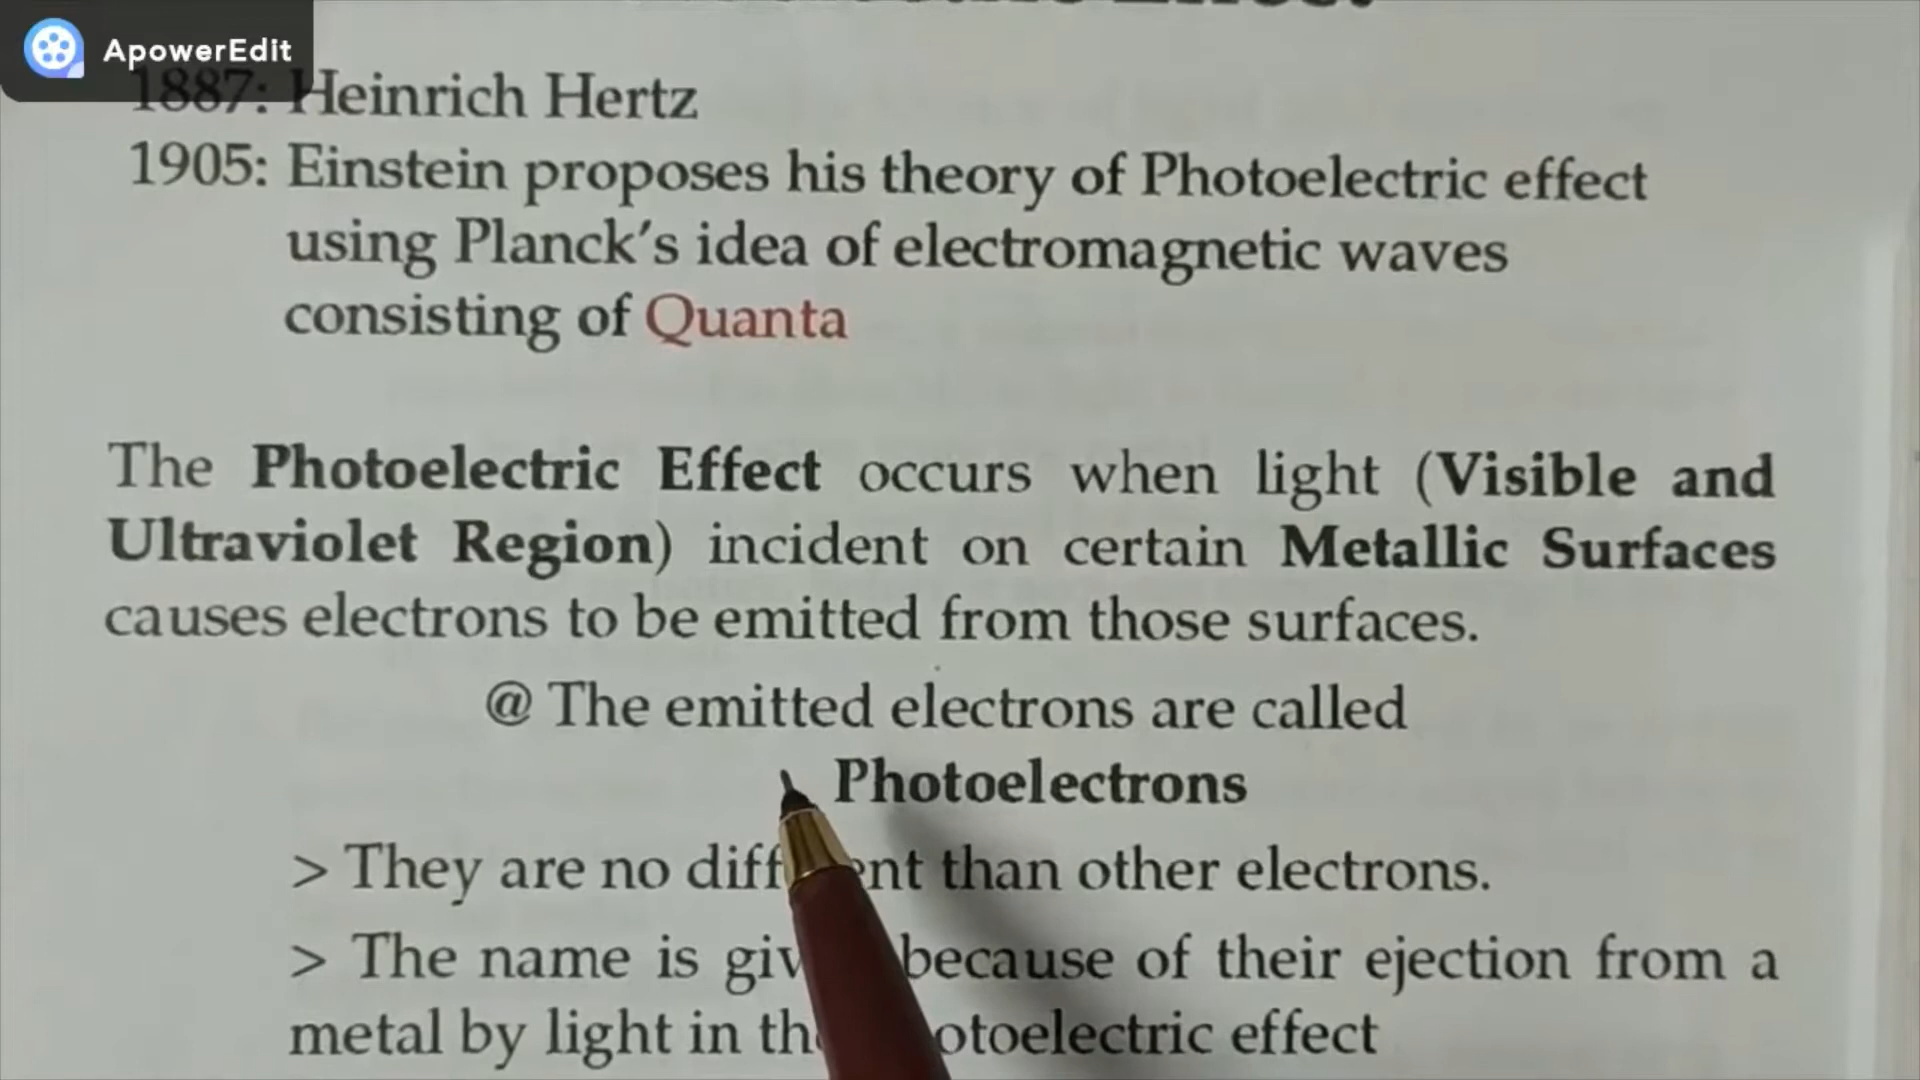 ApowerEdit
1887: Heinrich Hertz
1905: Einstein proposes his theory of Photoelectric effect
using Planck's idea of electromagnetic waves
consisting of Quanta
The Photoelectric Effect occurs when light (Visible and
Ultraviolet Region) incident on certain Metallic Surfaces
causes electrons to be emitted from those surfaces.
@ The emitted electrons are called
Photoelectrons
> They are no than other electrons.
> The name is because of their ejection from a
metal by light in effect